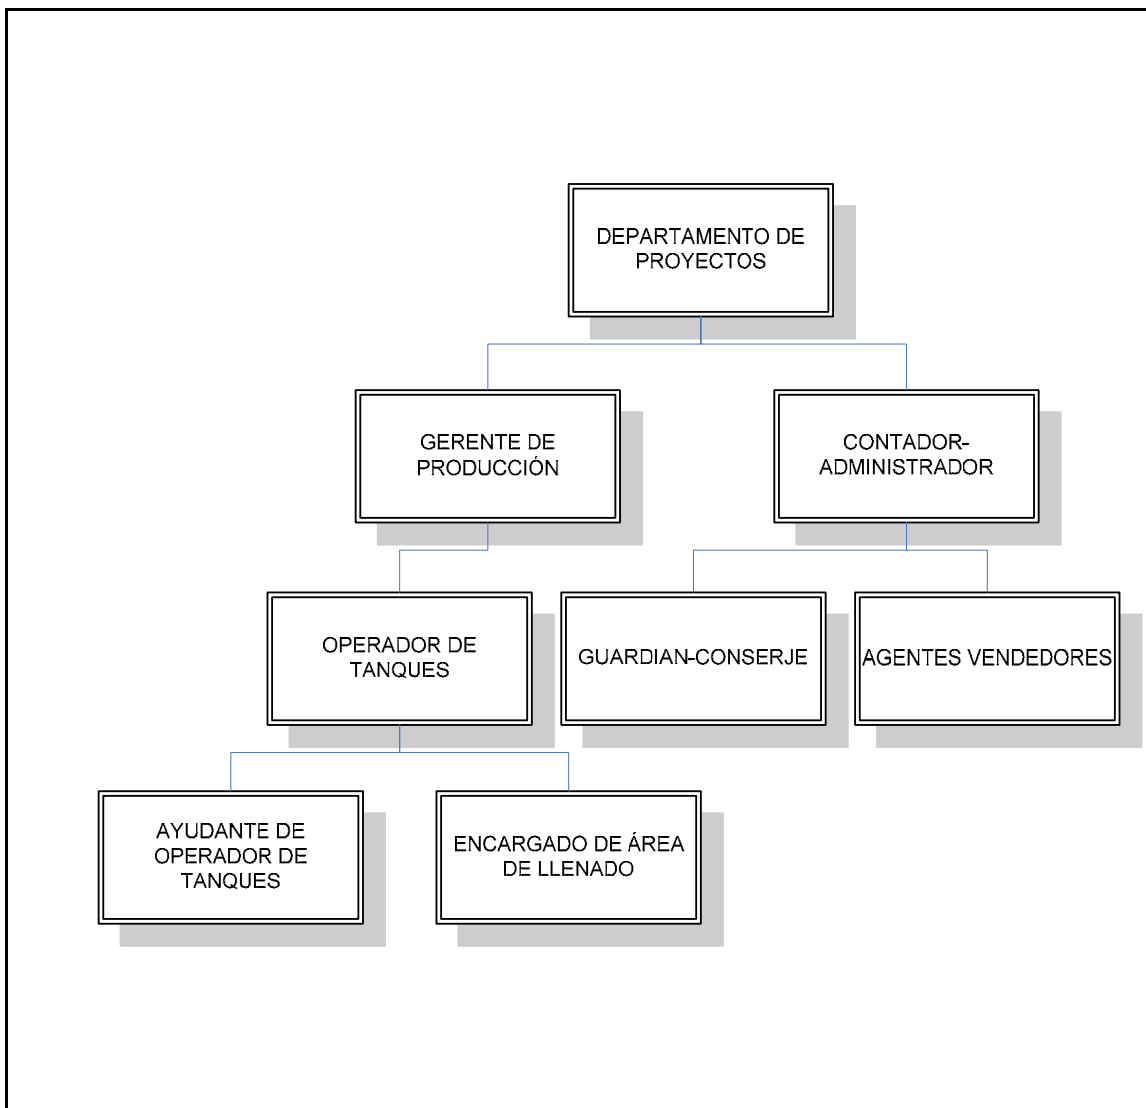 DEPARTAMENTO DE
PROYECTOS
GERENTE DE
PRODUCCIÓN
CONTADOR-
ADMINISTRADOR
OPERADOR DE
TANQUES
GUARDIAN-CONSERJE
AGENTES VENDEDORES
AYUDANTE DE
OPERADOR DE
TANQUES
ENCARGADO DE ÁREA
DE LLENADO